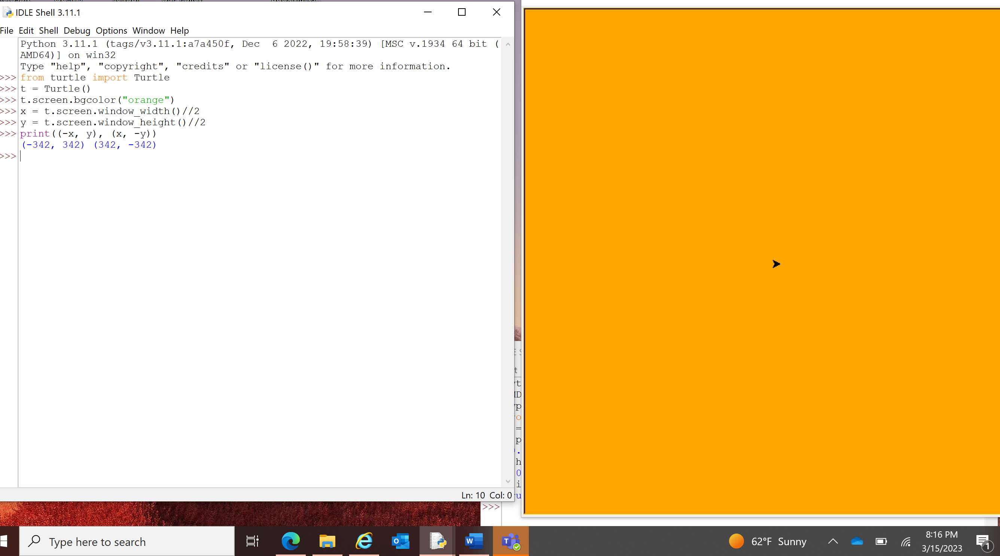 IDLE Shell 3.11.1
File Edit Shell Debug Options Window Help
Python 3.11.1 (tags/v3.11.1:a7a450f, Dec  6 2022, 19:58:39) [MSC v.1934 64 bit (
AMD64)] on win32
Type "help", "copyright", "credits" or "license()" for more information.
>>> from turtle import Turtle
>>> t = Turtle()
>>> t.screen.bgcolor("orange")
>>> x = t.screen.window_width()//2
>>> y = t.screen.window_height()//2
>>> print((-x, y), (x, -y))
(-342, 342) (342, -342)
>>>
Ln: 10 Col: 0
>>>
Type here to search
62°F Sunny
8:16 PM
3/15/2023
1